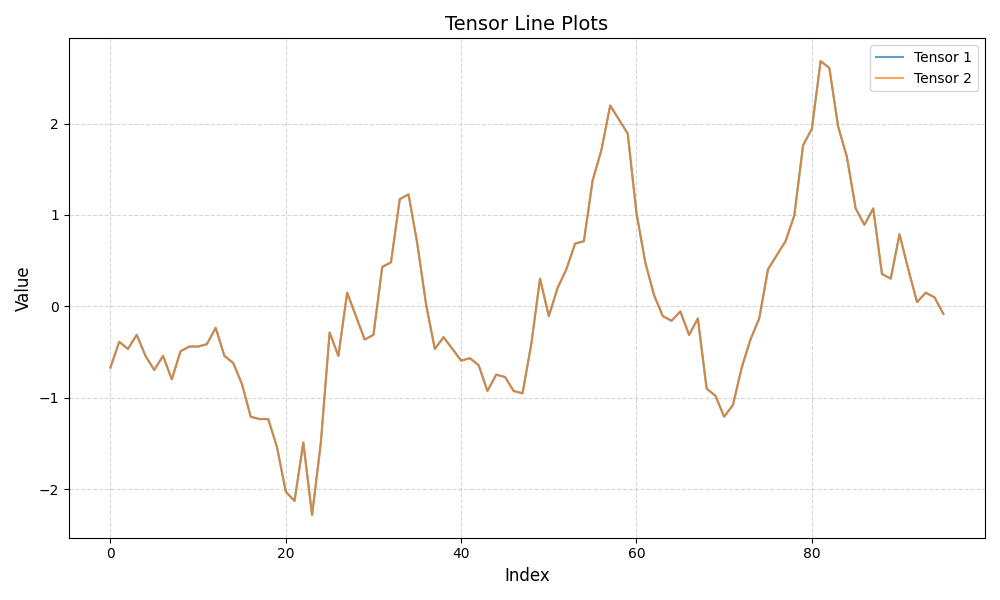 Tensor Line Plots
Tensor 1
Tensor 2
2
1
0
−1
−2
Value
0 20 40 60 80
Index